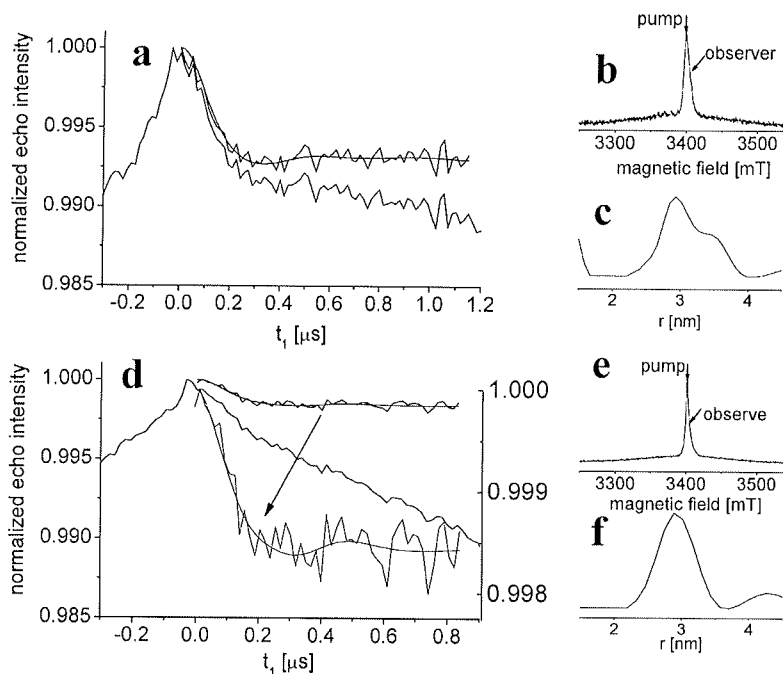 a
normalized echo intensity
1.000
0.995
0.990
0.985
-0.2 0.0 0.2 0.4 0.6 0.8 1.0 1.2
t1 [μs]
b
pump
observer
3300 3400 3500
magnetic field [mT]
c
2 3 4
r [nm]
d
normalized echo intensity
1.000
0.995
0.990
0.985
1.000
0.999
0.998
-0.2 0.0 0.2 0.4 0.6 0.8
t1 [μs]
e
pump
observe
3300 3400 3500
magnetic field [mT]
f
2 3 4
r [nm]